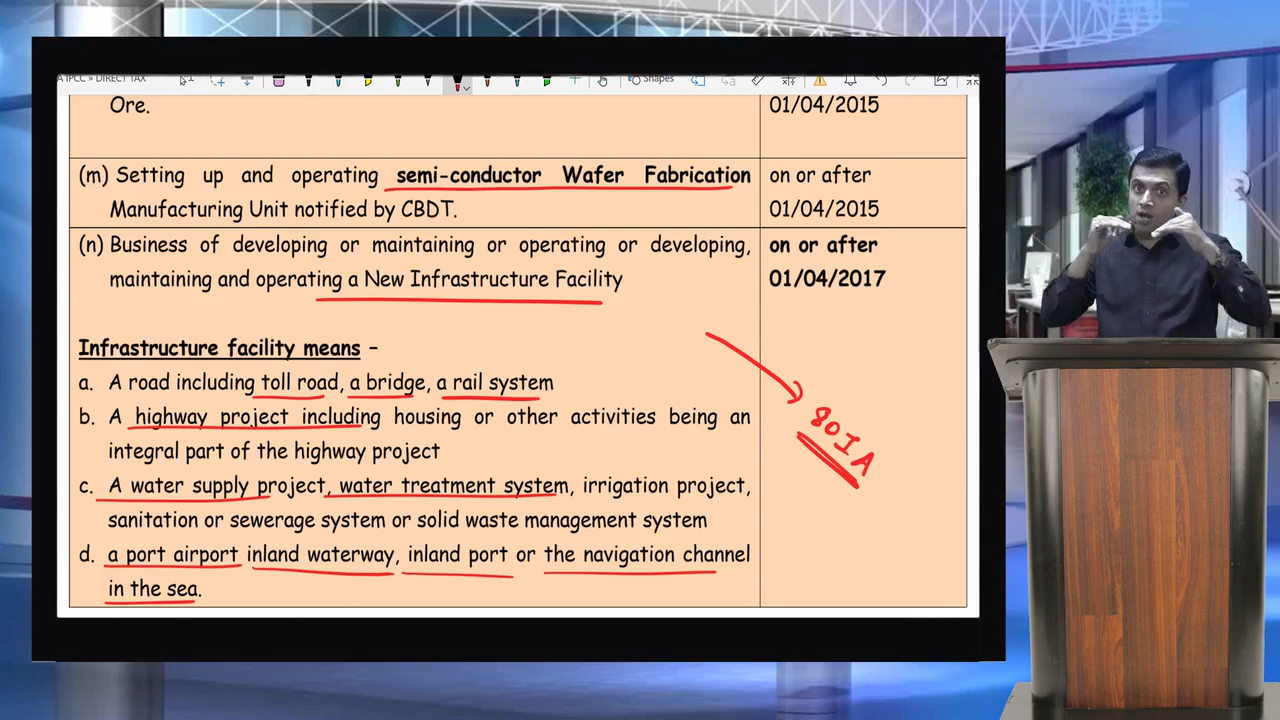 A IPCC » DIRECT TAX
Shapes
Ore.
01/04/2015
(m) Setting up and operating semi-conductor Wafer Fabrication
Manufacturing Unit notified by CBDT.
on or after
01/04/2015
(n) Business of developing or maintaining or operating or developing,
maintaining and operating a New Infrastructure Facility
on or after
01/04/2017
Infrastructure facility means –
a. A road including toll road, a bridge, a rail system
b. A highway project including housing or other activities being an
integral part of the highway project
c. A water supply project, water treatment system, irrigation project,
sanitation or sewerage system or solid waste management system
d. a port airport inland waterway, inland port or the navigation channel
in the sea.
80IA